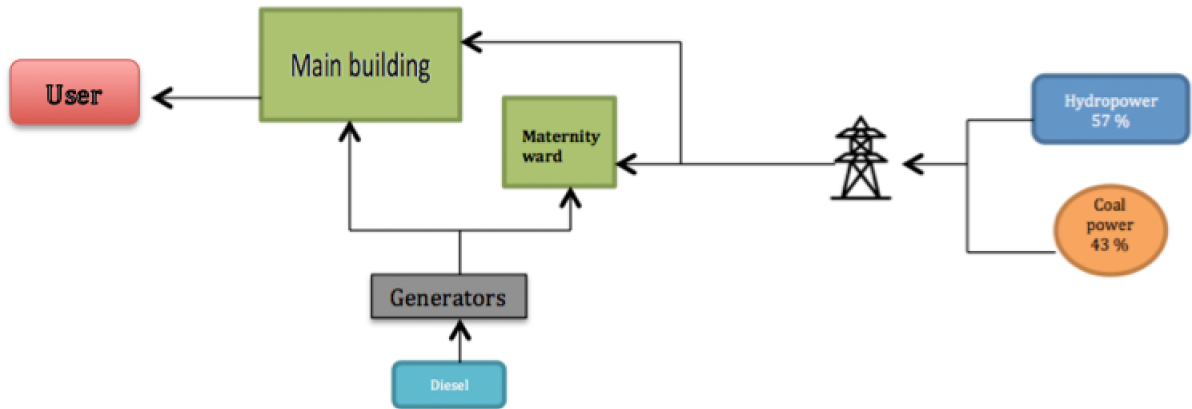 Main building
User
Hydropower
57 %
Maternity
ward
Coal
power
43 %
Generators
Diesel